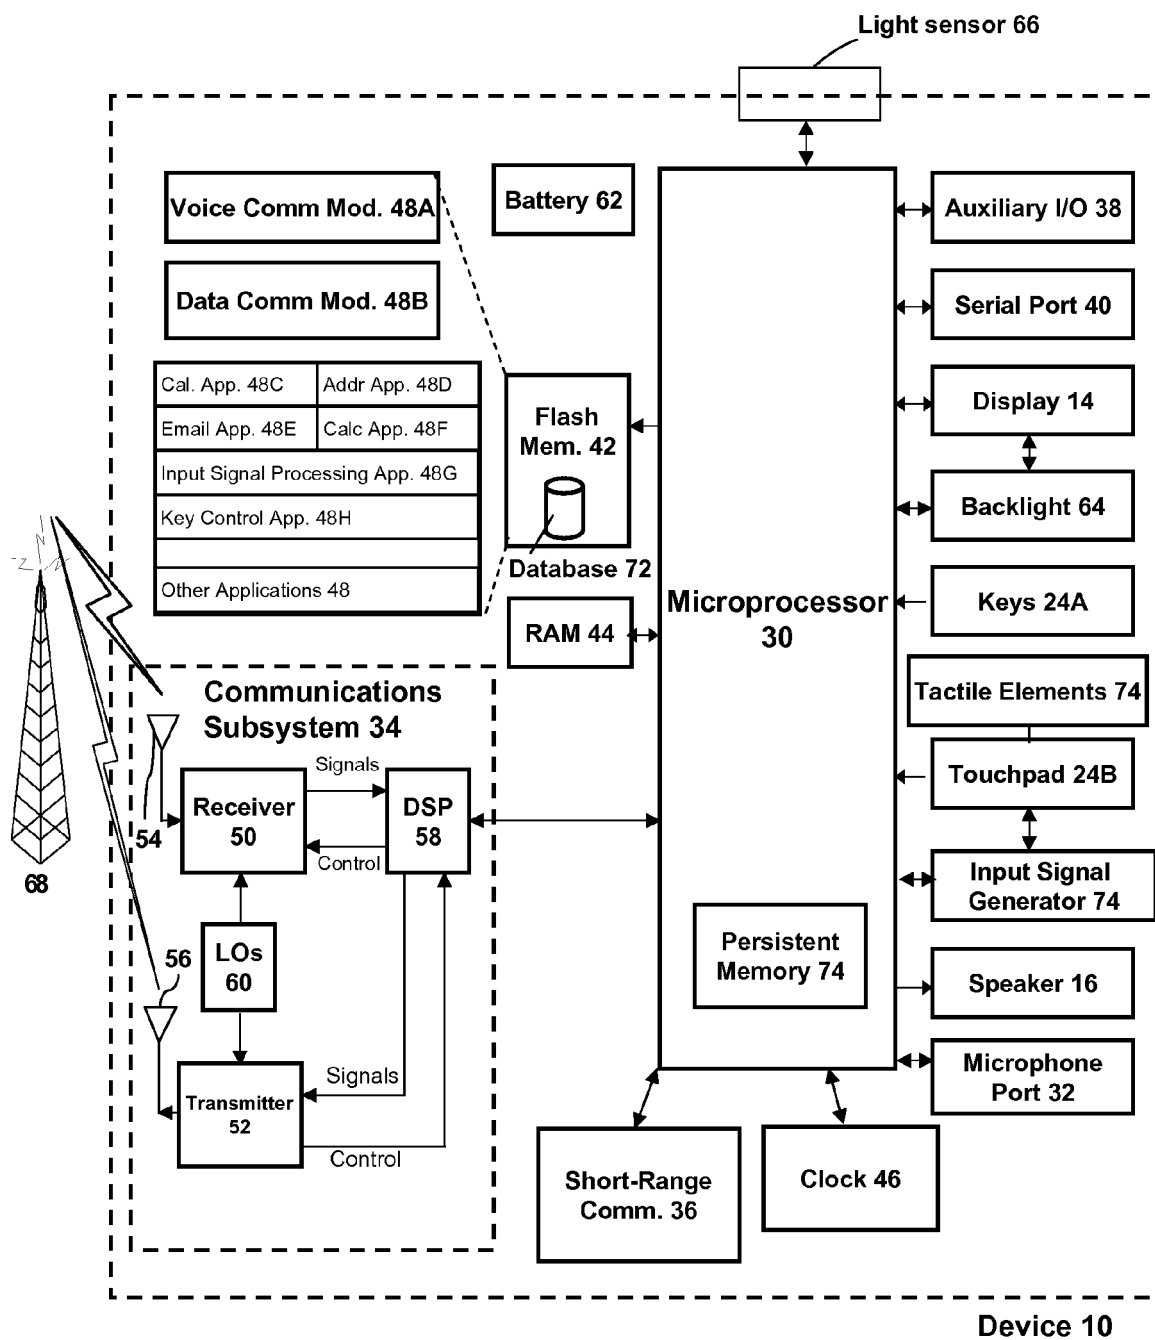 Light sensor 66
Voice Comm Mod. 48A
Battery 62
Auxiliary I/O 38
Data Comm Mod. 48B
Serial Port 40
Cal. App. 48C
Addr App. 48D
Email App. 48E
Calc App. 48F
Input Signal Processing App. 48G
Key Control App. 48H
Other Applications 48
Flash
Mem. 42
Database 72
RAM 44
Microprocessor
30
Display 14
Backlight 64
Keys 24A
Tactile Elements 74
Touchpad 24B
Input Signal
Generator 74
Persistent
Memory 74
Speaker 16
Microphone
Port 32
Communications
Subsystem 34
Signals
Receiver
50
DSP
58
Control
54
68
LOs
60
56
Signals
Transmitter
52
Control
Short-Range
Comm. 36
Clock 46
Device 10